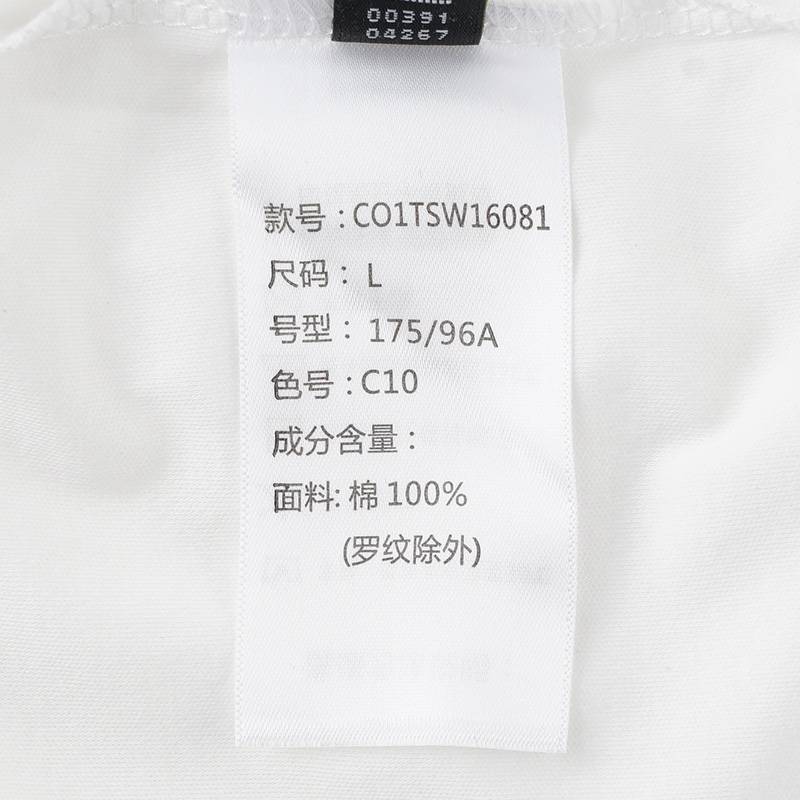 00391
04267
款号：CO1TSW16081
尺码：L
号型：175/96A
色号：C10
成分含量：
面料: 棉 100%
(罗纹除外)